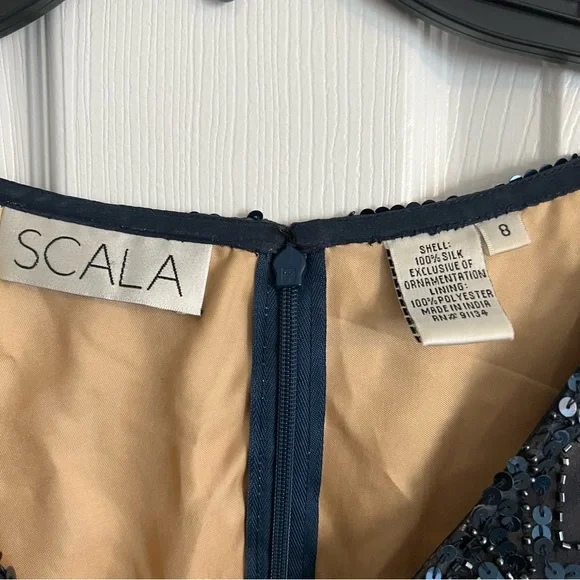 SCALA
8
SHELL:
100% SILK
EXCLUSIVE OF
ORNAMENTATION
LINING:
100% POLYESTER
MADE IN INDIA
RN# 91134